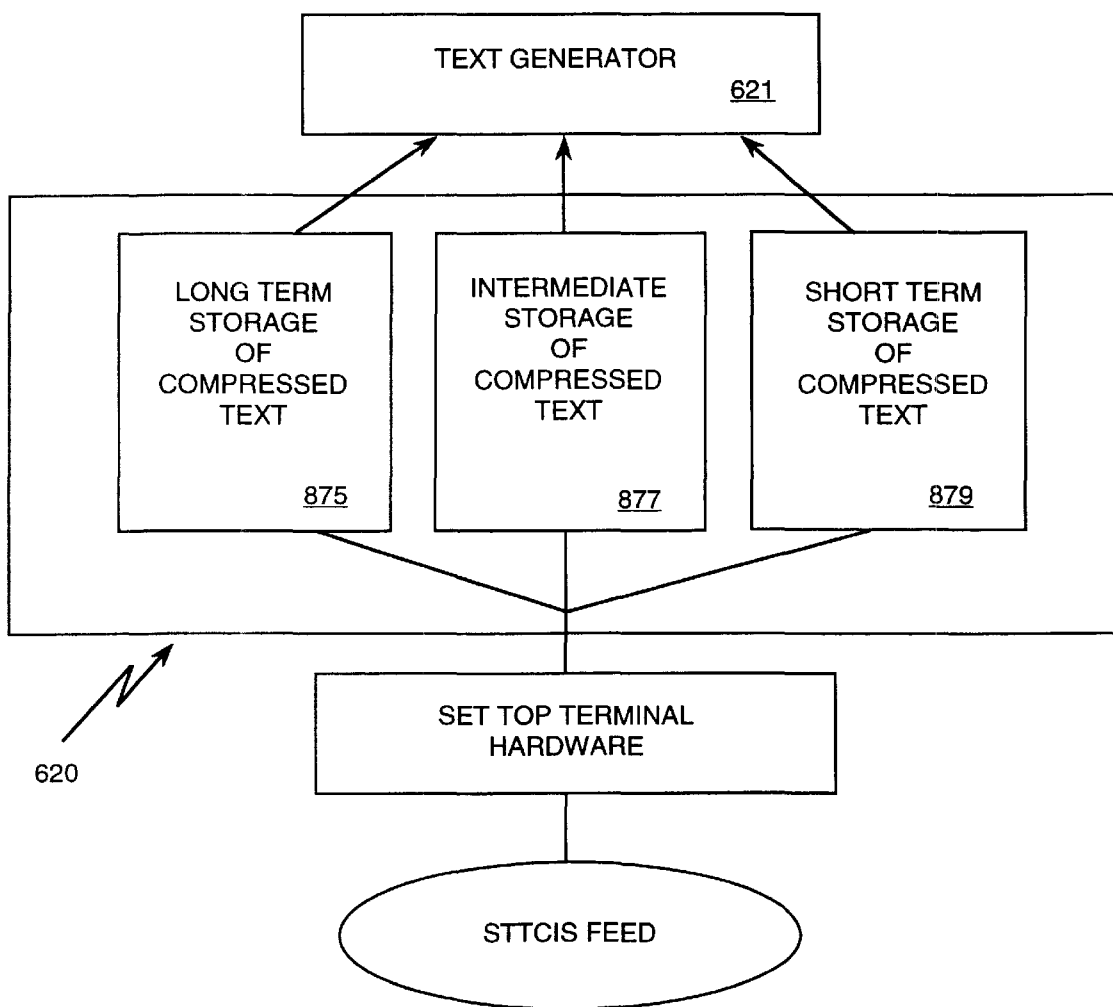 TEXT GENERATOR
621
LONG TERM
STORAGE
OF
COMPRESSED
TEXT
875
INTERMEDIATE
STORAGE
OF
COMPRESSED
TEXT
877
SHORT TERM
STORAGE
OF
COMPRESSED
TEXT
879
620
SET TOP TERMINAL
HARDWARE
STTCIS FEED